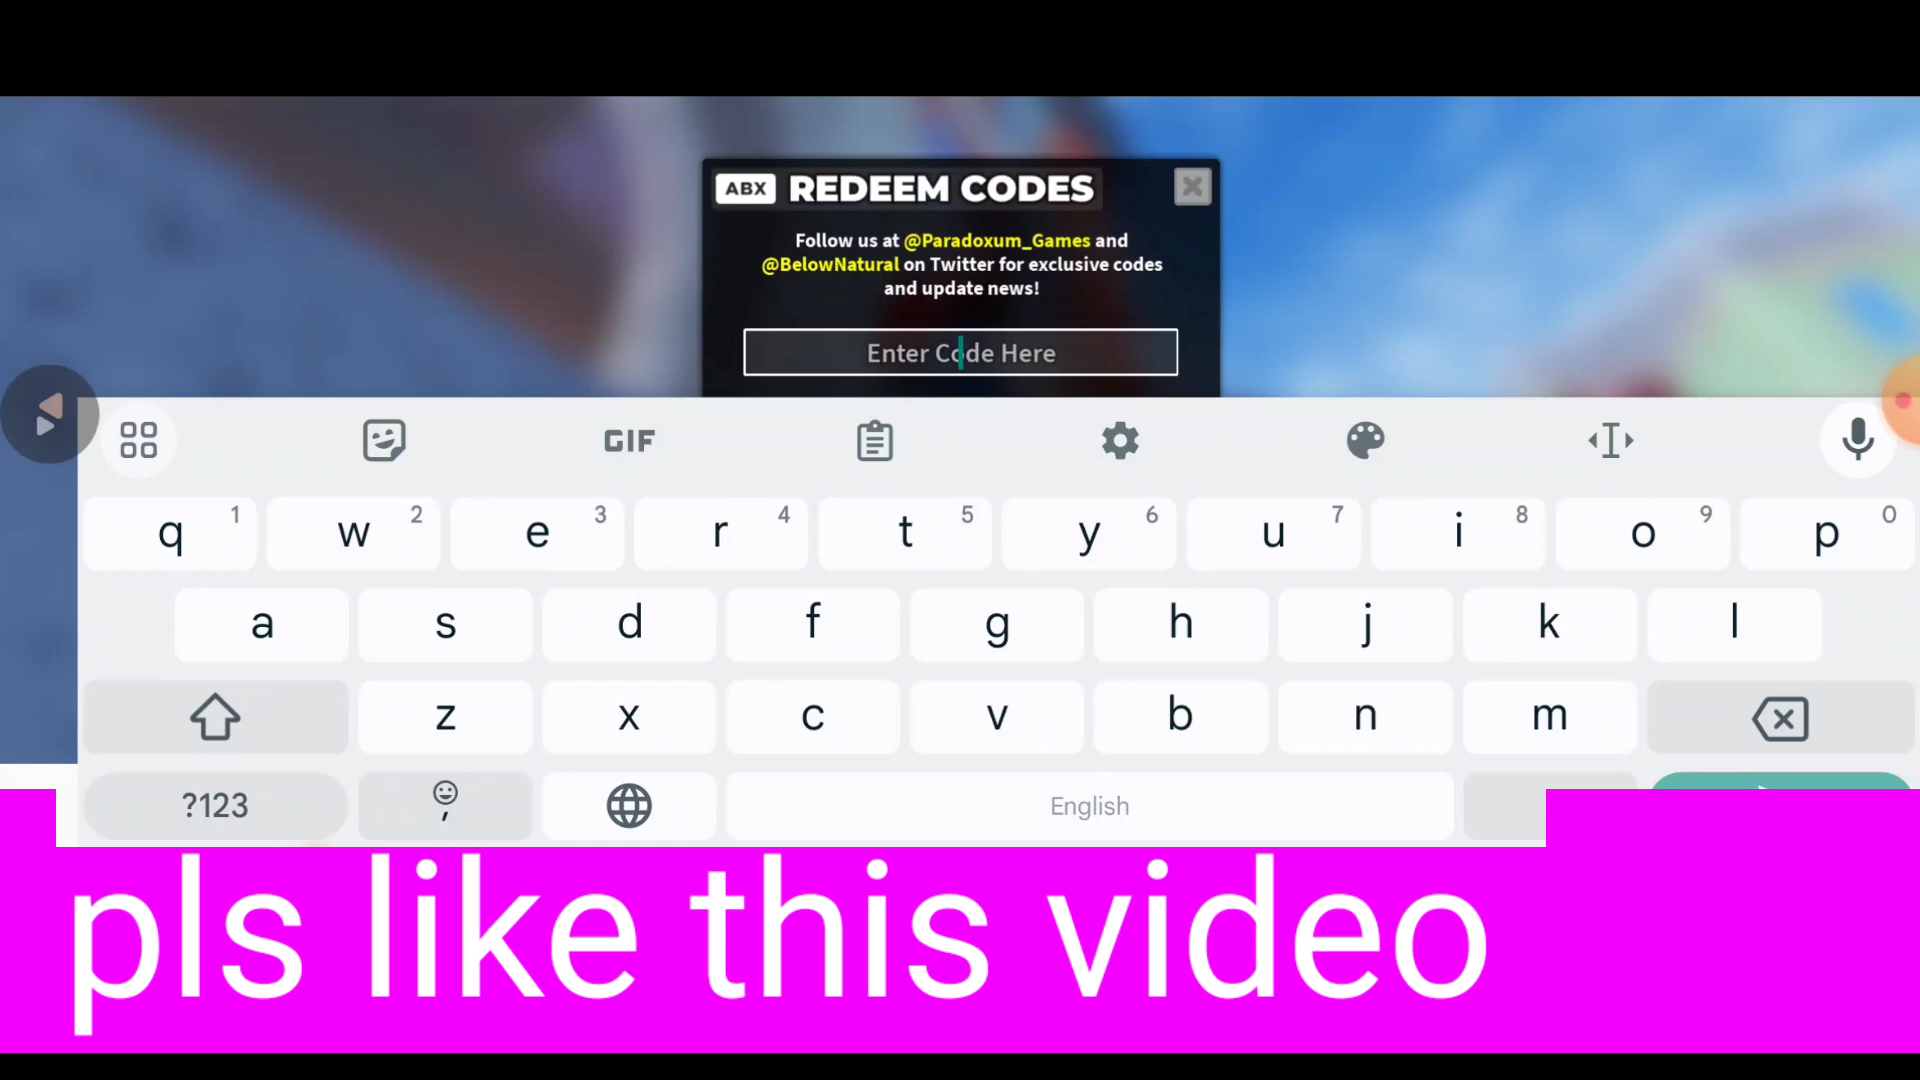 ABX REDEEM CODES
Follow us at @Paradoxum_Games and
@BelowNatural on Twitter for exclusive codes
and update news!
Enter Code Here
GIF
q 1 w 2 e 3 r 4 t 5 y 6 u 7 i 8 o 9 p 0
a s d f g h j k l
z x c v b n m
?123 , English
pls like this video